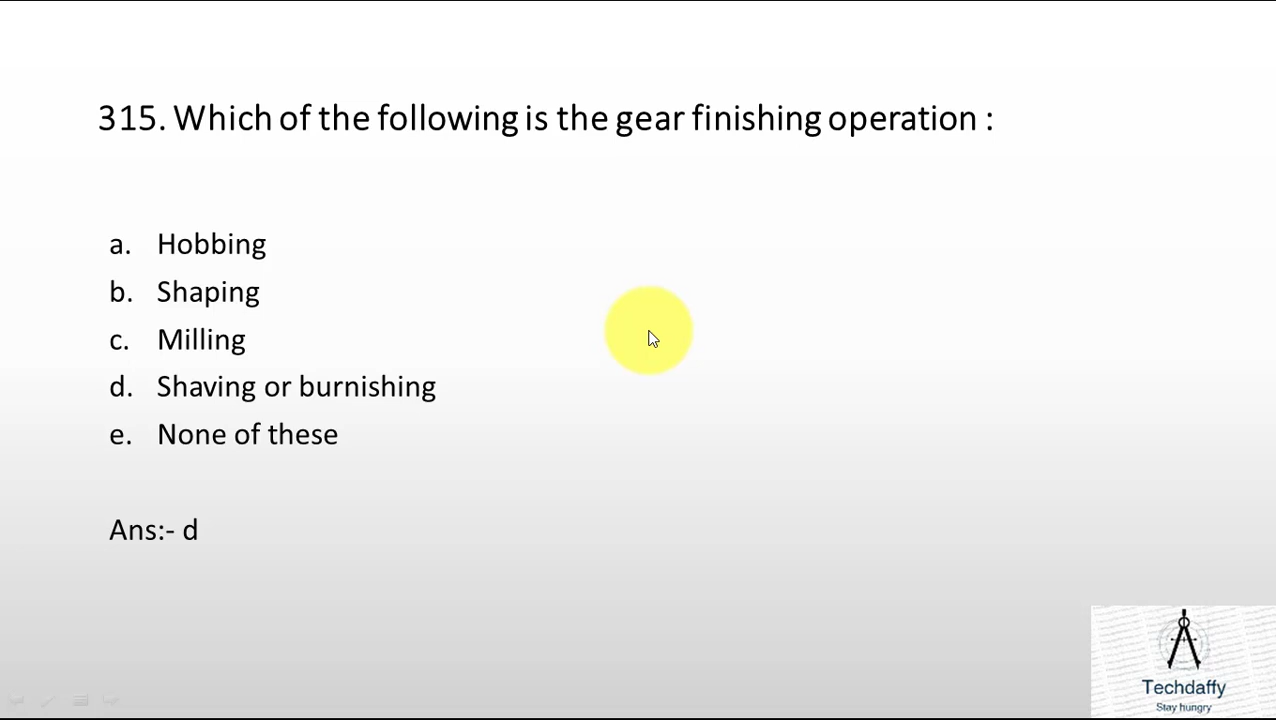 315. Which of the following is the gear finishing operation :
a. Hobbing
b. Shaping
c. Milling
d. Shaving or burnishing
e. None of these
Ans:- d
Techdaffy
Stay hungry